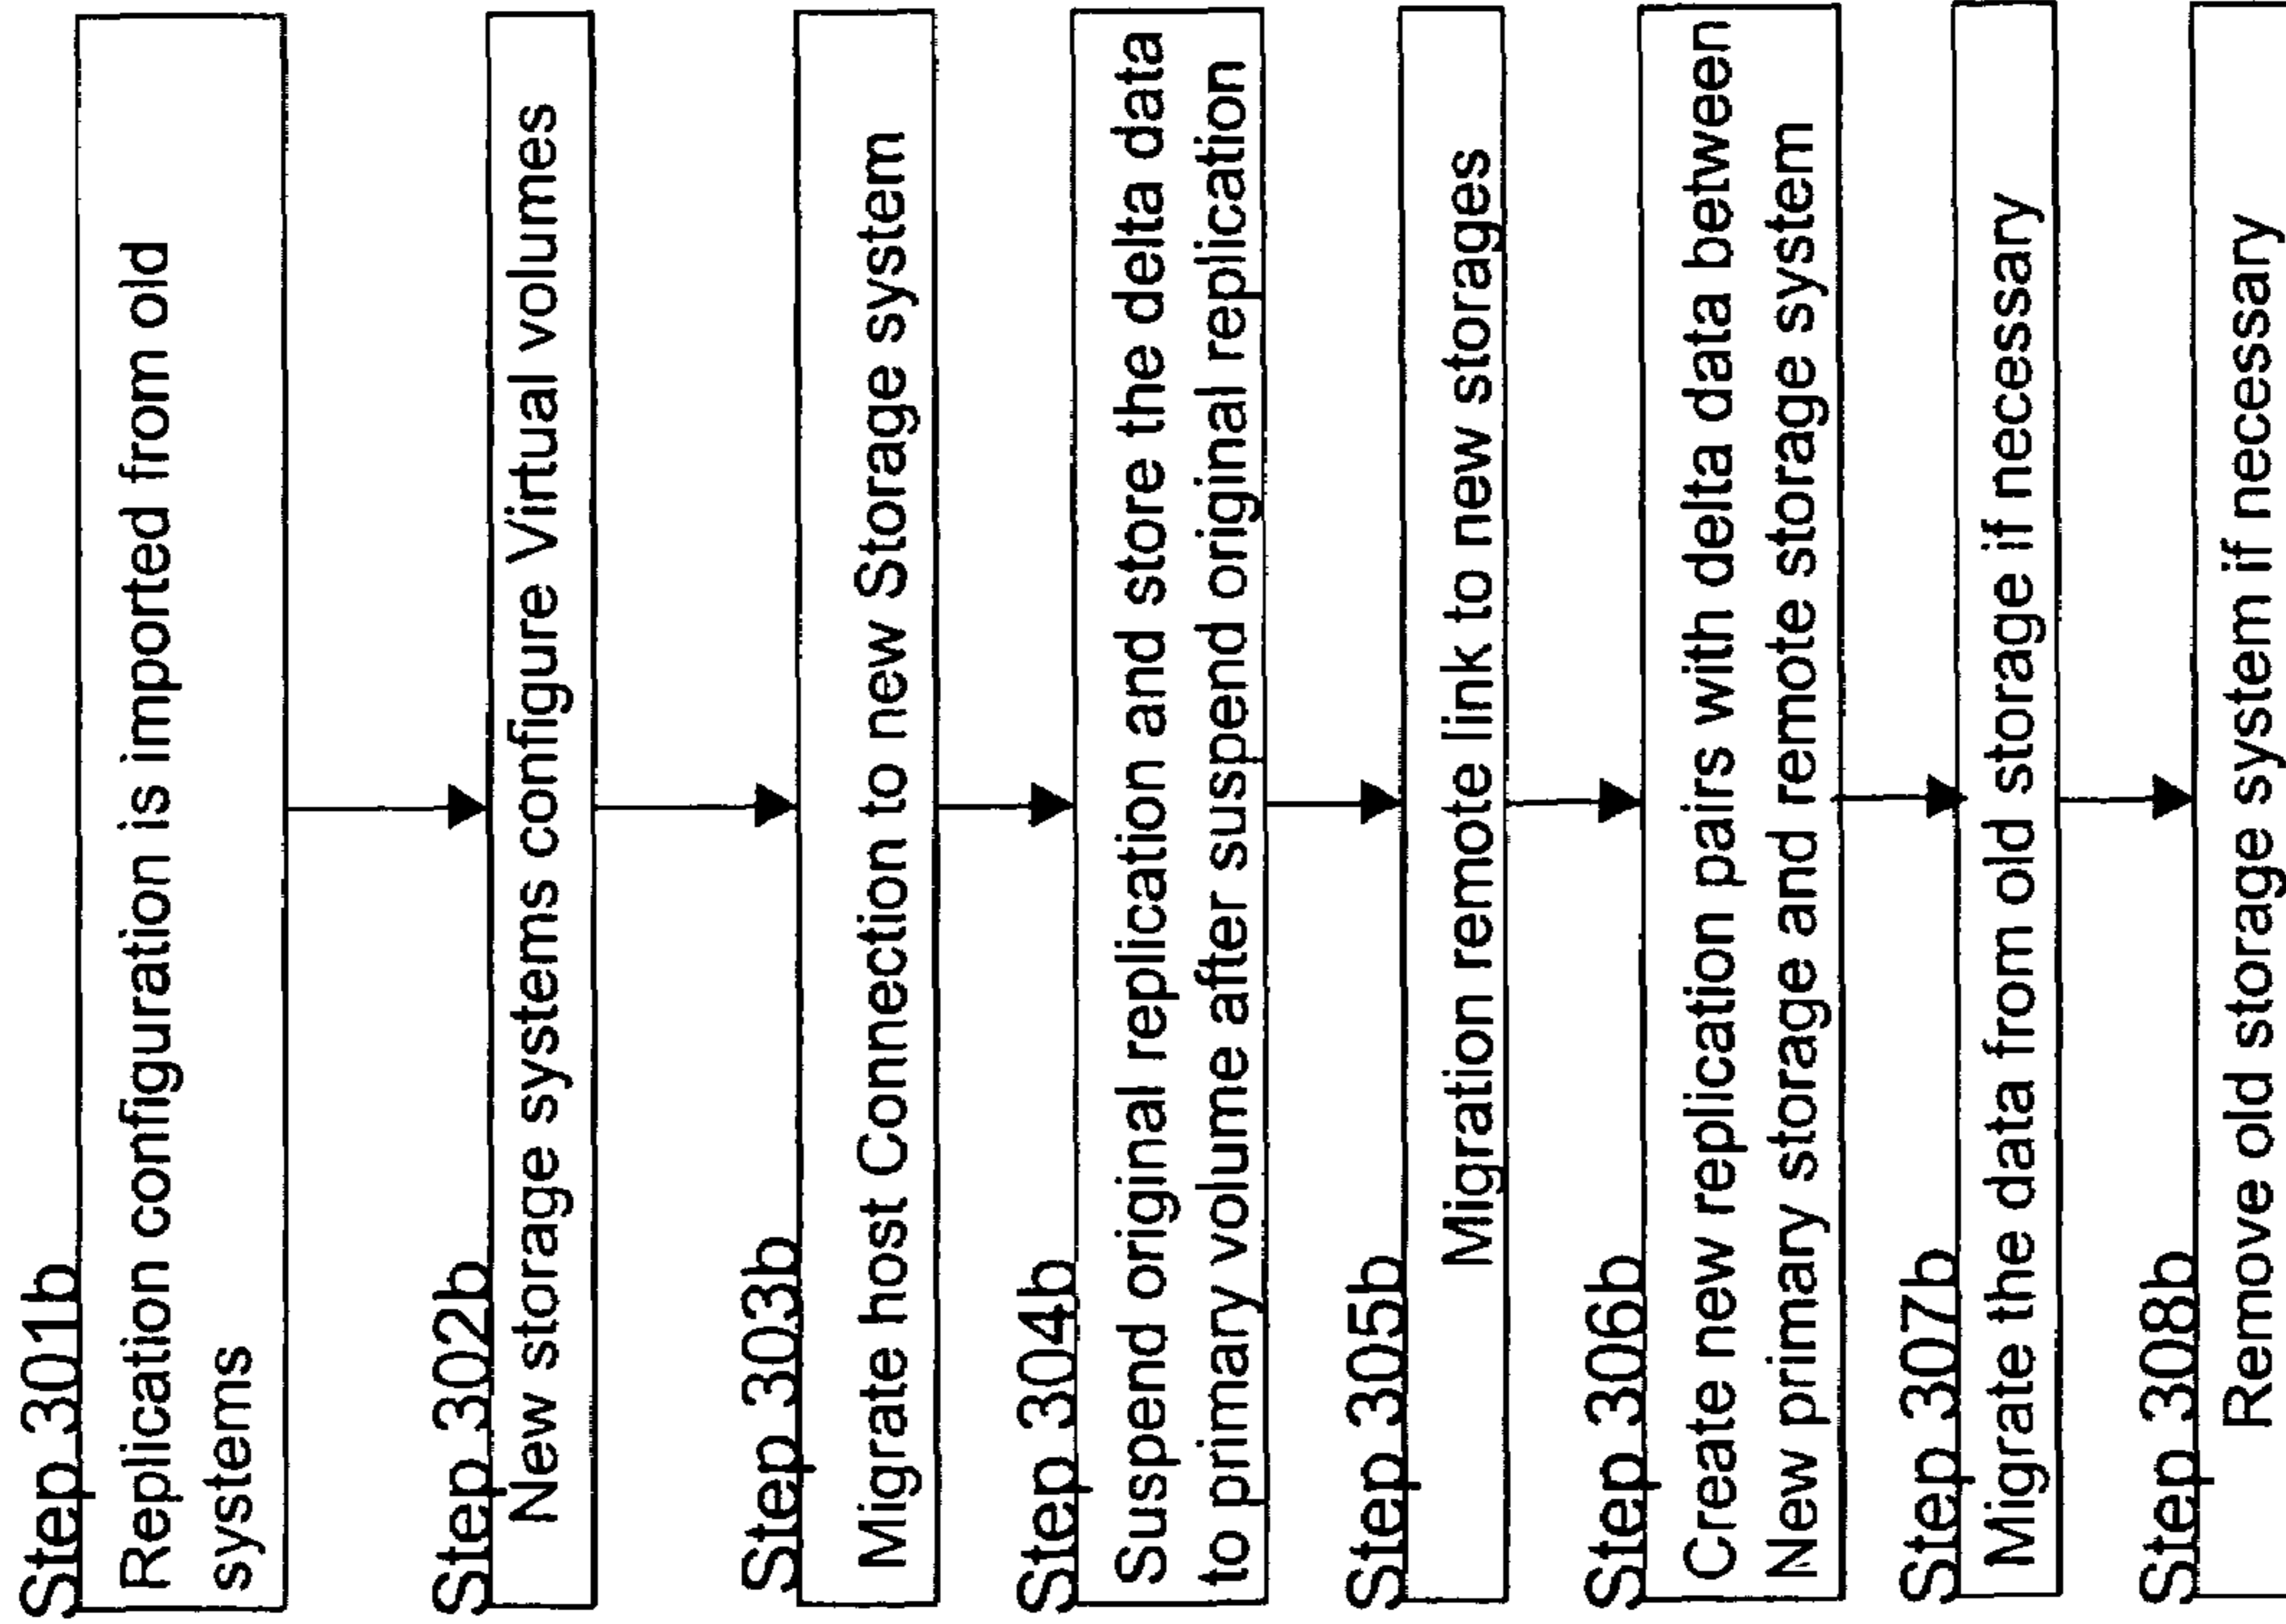 Step 301b
Replication configuration is imported from old
systems
Step 302b
New storage systems configure Virtual volumes
Step 303b
Migrate host Connection to new Storage system
Step 304b
Suspend original replication and store the delta data
to primary volume after suspend original replication
Step 305b
Migration remote link to new storages
Step 306b
Create new replication pairs with delta data between
New primary storage and remote storage system
Step 307b
Migrate the data from old storage if necessary
Step 308b
Remove old storage system if necessary